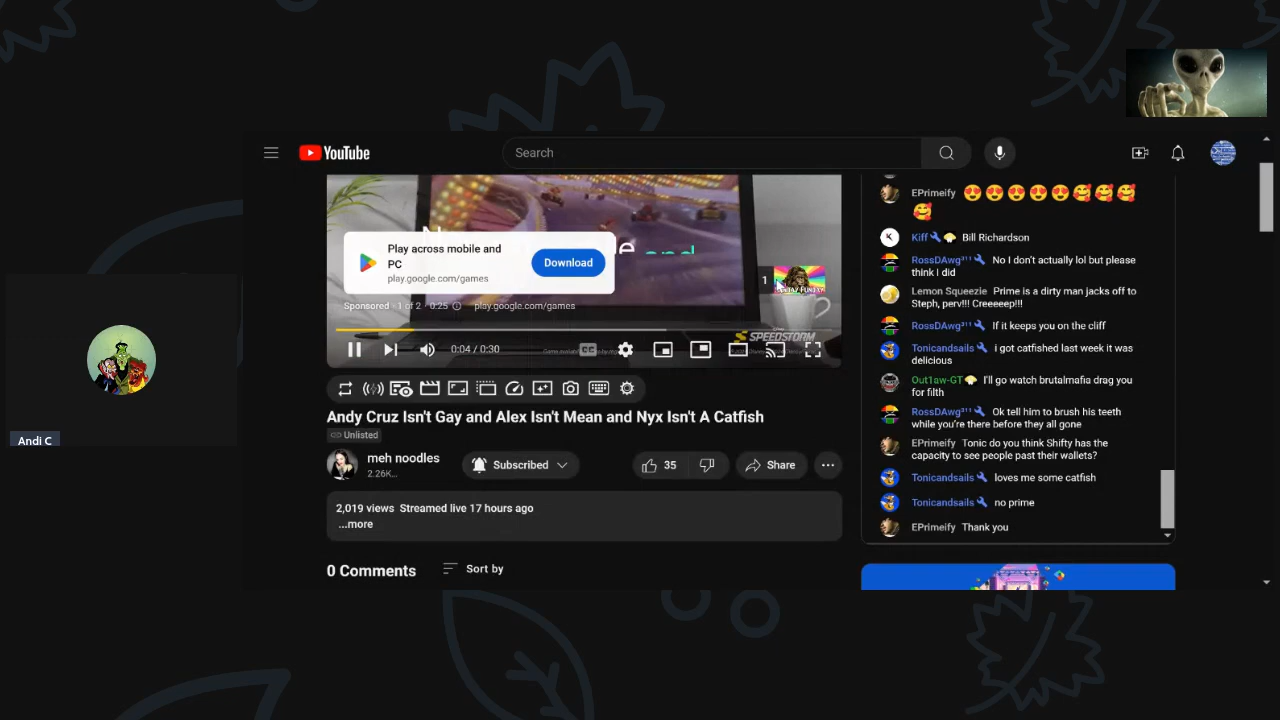 YouTube
Search
Play across mobile and
PC
play.google.com/games
Download
Sponsored · 1 of 2 · 0:25
play.google.com/games
and
1
SPEEDSTORM
0:04 / 0:30
Andy Cruz Isn't Gay and Alex Isn't Mean and Nyx Isn't A Catfish
Unlisted
meh noodles
2.26K...
Subscribed
35
Share
2,019 views Streamed live 17 hours ago
...more
0 Comments
Sort by
EPrimeify
Kiff Bill Richardson
RossDAwg³¹¹ No I don't actually lol but please
think I did
Lemon Squeezie Prime is a dirty man jacks off to
Steph, perv!!! Creeeeep!!!
RossDAwg³¹¹ If it keeps you on the cliff
Tonicandsails i got catfished last week it was
delicious
Out1aw-GT I'll go watch brutalmafia drag you
for filth
RossDAwg³¹¹ Ok tell him to brush his teeth
while you're there before they all gone
EPrimeify Tonic do you think Shifty has the
capacity to see people past their wallets?
Tonicandsails loves me some catfish
Tonicandsails no prime
EPrimeify Thank you
Andi C